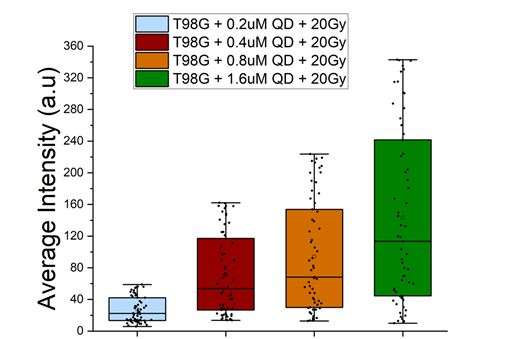 T98G + 0.2uM QD + 20Gy
T98G + 0.4uM QD + 20Gy
T98G + 0.8uM QD + 20Gy
T98G + 1.6uM QD + 20Gy
Average Intensity (a.u)
360
320
280
240
200
160
120
80
40
0